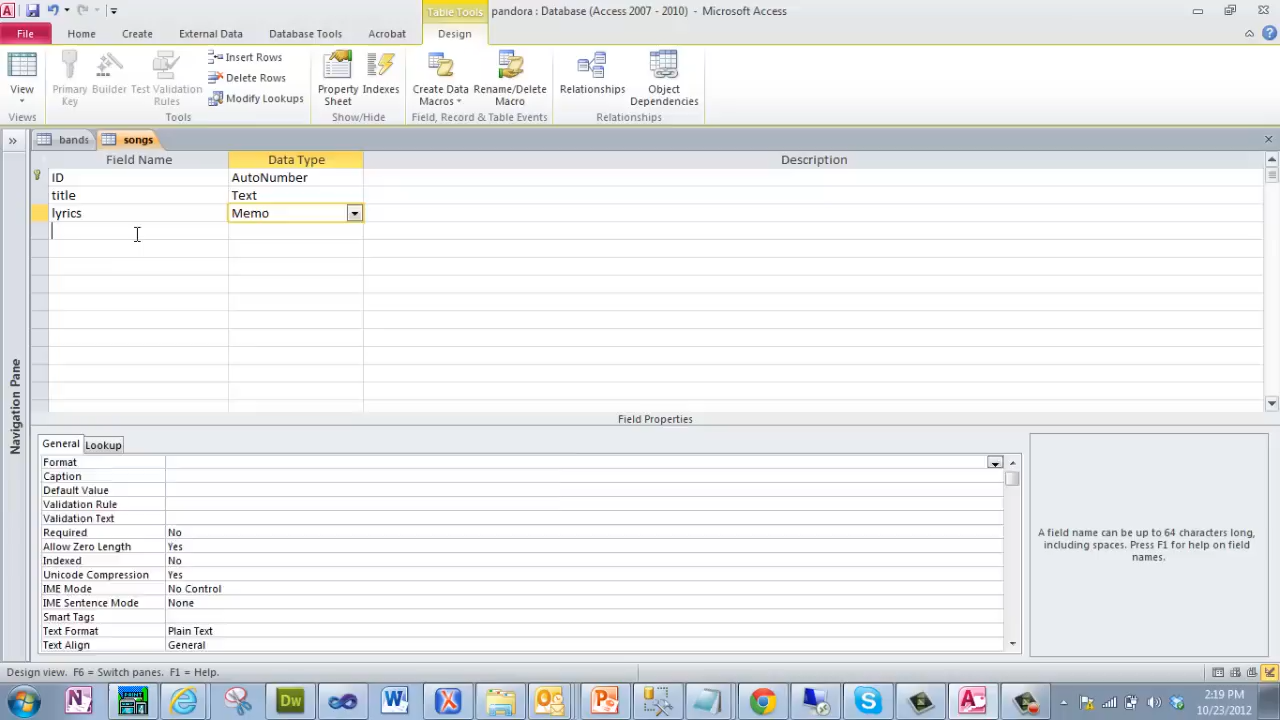 Table Tools
pandora : Database (Access 2007 - 2010) - Microsoft Access
File Home Create External Data Database Tools Acrobat Design
View
Primary Key
Builder
Test Validation Rules
Insert Rows
Delete Rows
Modify Lookups
Property Sheet
Indexes
Create Data Macros
Rename/Delete Macro
Relationships
Object Dependencies
Views Tools Show/Hide Field, Record & Table Events Relationships
bands songs
Field Name Data Type Description
ID AutoNumber
title Text
lyrics Memo
Navigation Pane
Field Properties
General Lookup
Format
Caption
Default Value
Validation Rule
Validation Text
Required No
Allow Zero Length Yes
Indexed No
Unicode Compression Yes
IME Mode No Control
IME Sentence Mode None
Smart Tags
Text Format Plain Text
Text Align General
A field name can be up to 64 characters long,
including spaces. Press F1 for help on field
names.
Design view. F6 = Switch panes. F1 = Help.
2:19 PM
10/23/2012